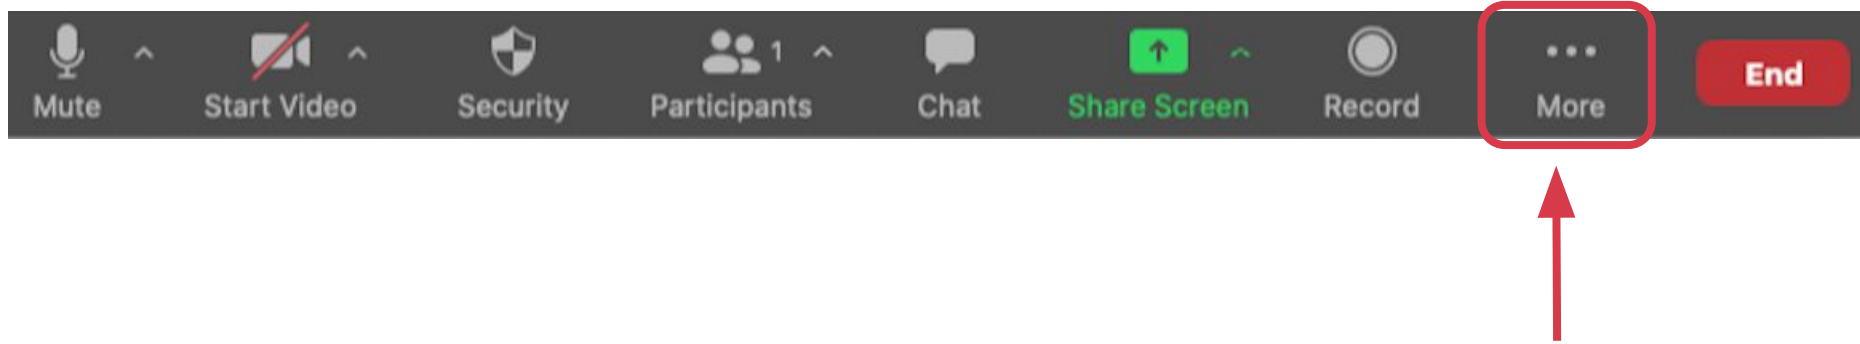 1
Mute
Start Video
Security
Participants
Chat
Share Screen
Record
More
End